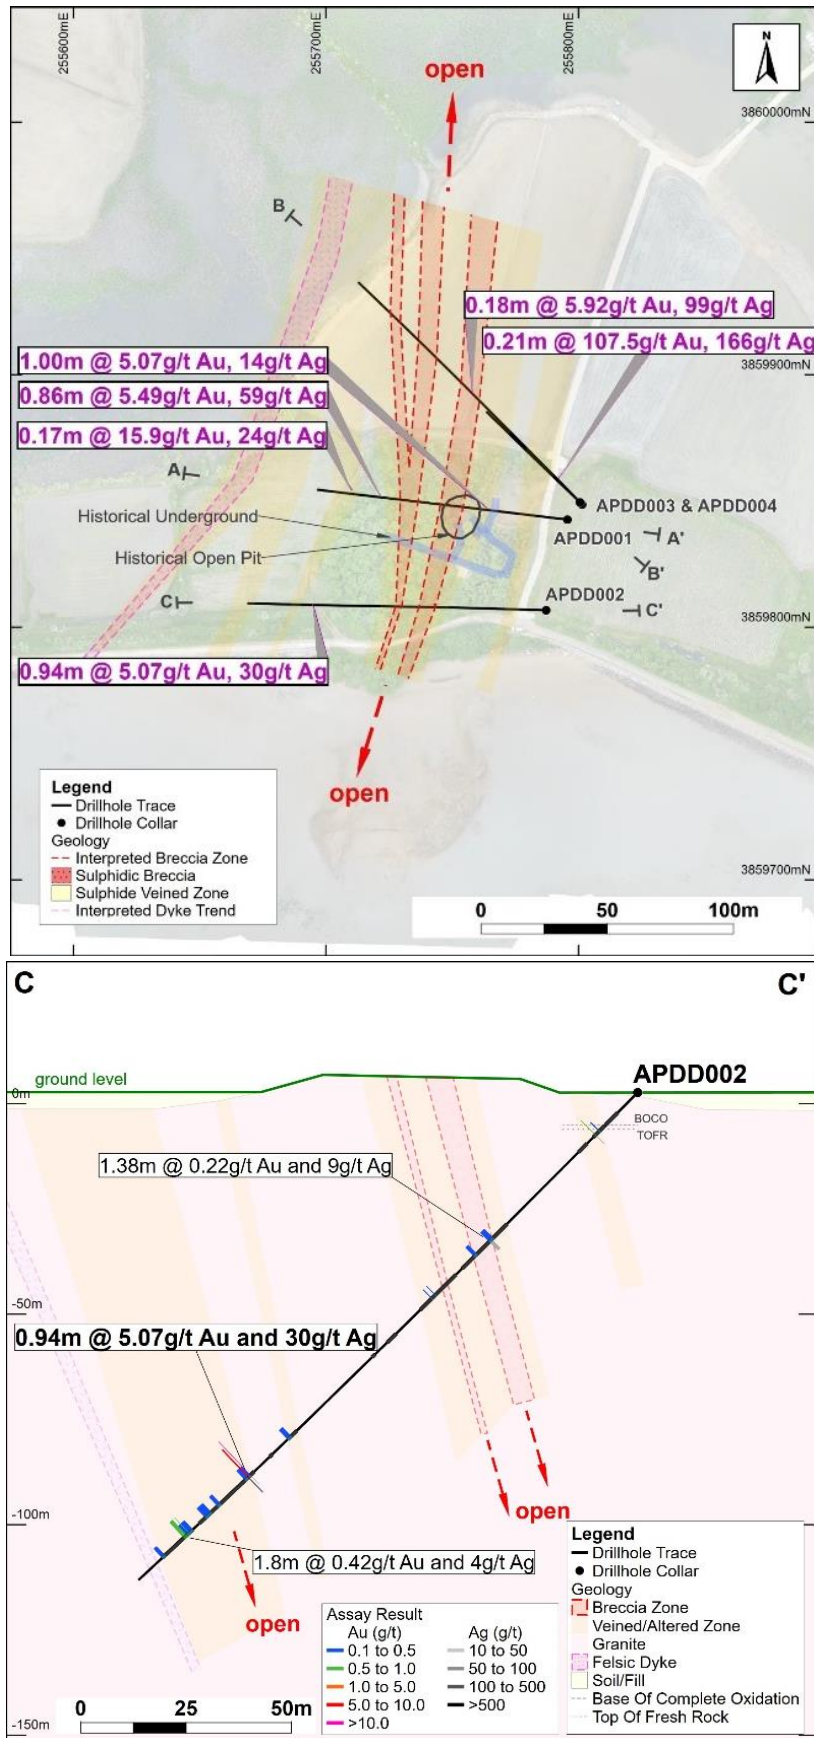 255600mE
255700mE
255800mE
N
open
3860000mN
B
0.18m @ 5.92g/t Au, 99g/t Ag
0.21m @ 107.5g/t Au, 166g/t Ag
1.00m @ 5.07g/t Au, 14g/t Ag
3859900mN
0.86m @ 5.49g/t Au, 59g/t Ag
0.17m @ 15.9g/t Au, 24g/t Ag
A
APDD003 & APDD004
Historical Underground
APDD001
A'
Historical Open Pit
B'
APDD002
C
C'
3859800mN
0.94m @ 5.07g/t Au, 30g/t Ag
open
Legend
Drillhole Trace
Drillhole Collar
Geology
Interpreted Breccia Zone
Sulphidic Breccia
Sulphide Veined Zone
Interpreted Dyke Trend
3859700mN
0 50 100m
C
C'
ground level
APDD002
0m
BOCO
TOFR
1.38m @ 0.22g/t Au and 9g/t Ag
-50m
0.94m @ 5.07g/t Au and 30g/t Ag
open
-100m
1.8m @ 0.42g/t Au and 4g/t Ag
open
Assay Result
Au (g/t) Ag (g/t)
0.1 to 0.5 10 to 50
0.5 to 1.0 50 to 100
1.0 to 5.0 100 to 500
5.0 to 10.0 >500
>10.0
Legend
Drillhole Trace
Drillhole Collar
Geology
Breccia Zone
Veined/Altered Zone
Granite
Felsic Dyke
Soil/Fill
Base Of Complete Oxidation
Top Of Fresh Rock
0 25 50m
-150m